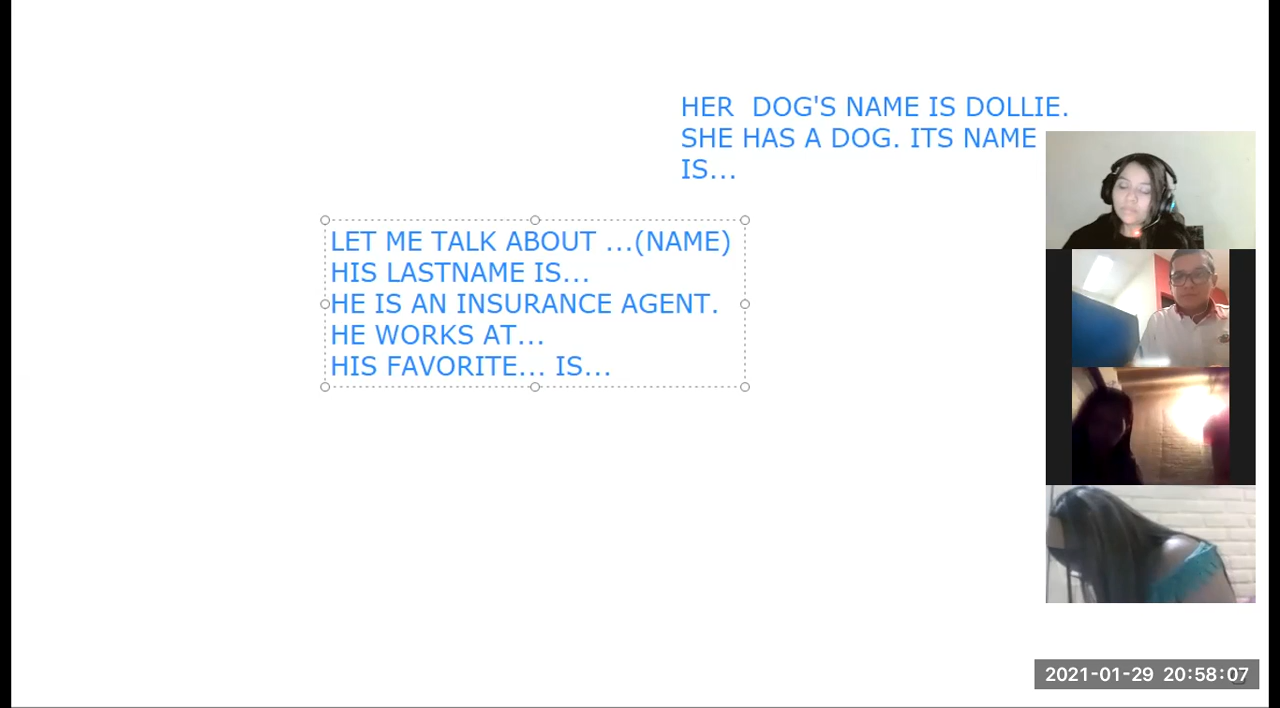 HER DOG'S NAME IS DOLLIE.
SHE HAS A DOG. ITS NAME
IS...
LET ME TALK ABOUT ...(NAME)
HIS LASTNAME IS...
HE IS AN INSURANCE AGENT.
HE WORKS AT...
HIS FAVORITE... IS...
2021-01-29 20:58:07